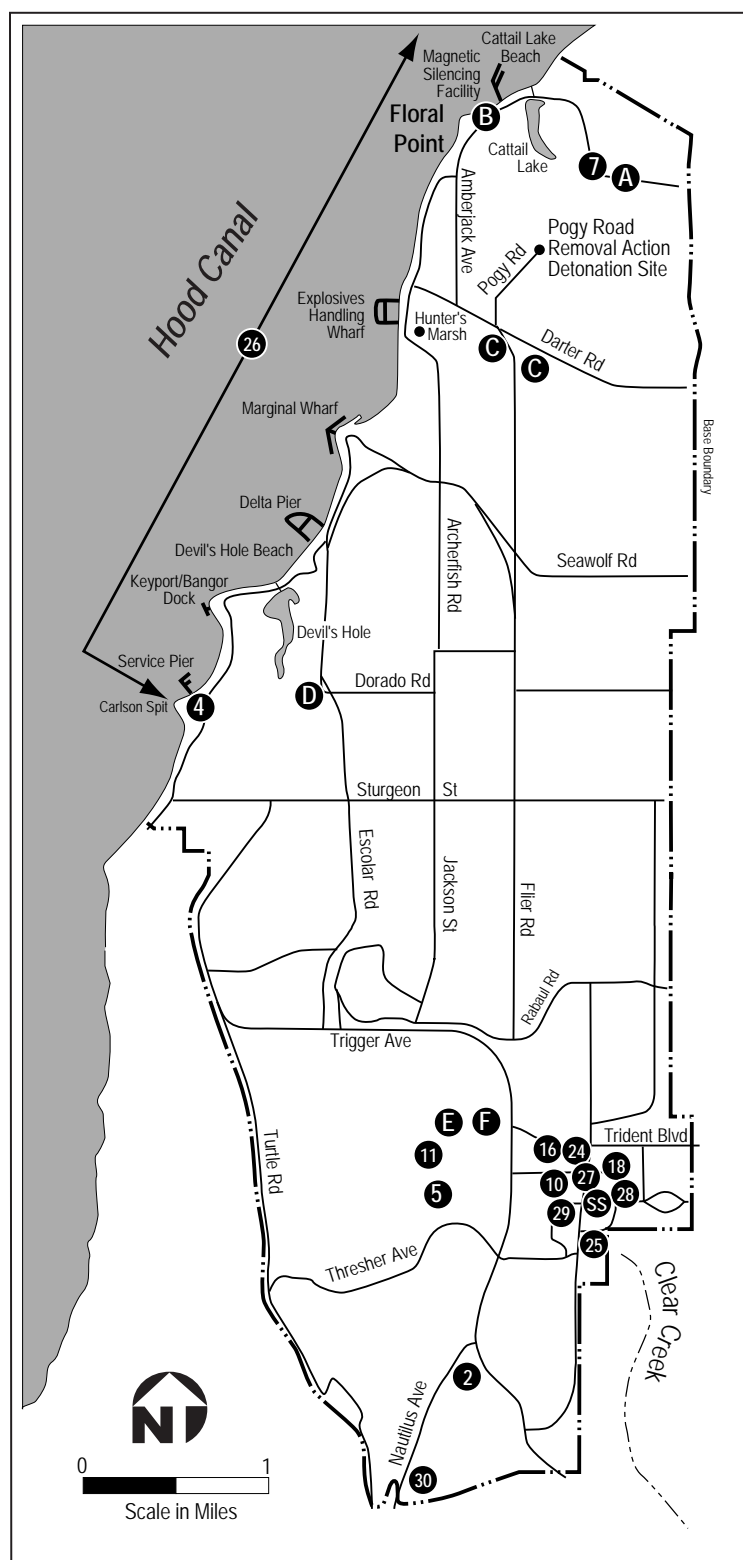 Cattail Lake
Beach
Magnetic
Silencing
Facility
Floral
Point
B
Cattail
Lake
7
A
Amberjack Ave
Pogy Rd
Pogy Road
Removal Action
Detonation Site
Hood Canal
26
Explosives
Handling
Wharf
Hunter's
Marsh
C
C
Darter Rd
Marginal Wharf
Base Boundary
Delta Pier
Devil's Hole Beach
Archerfish Rd
Seawolf Rd
Keyport/Bangor
Dock
Devil's Hole
Service Pier
Carlson Spit
4
D
Dorado Rd
Sturgeon St
Escolar Rd
Jackson St
Flier Rd
Rabaul Rd
Trigger Ave
E
F
11
5
16
24
Trident Blvd
18
27
10
28
SS
29
25
Turtle Rd
Thresher Ave
Clear Creek
2
Nautilus Ave
30
N
0 1
Scale in Miles